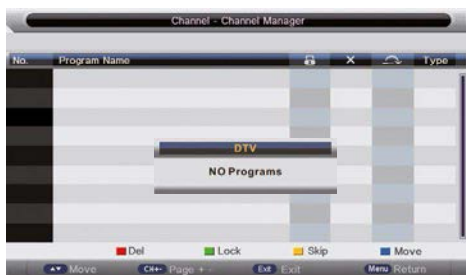 Channel - Channel Manager
No. Program Name X Type
DTV
NO Programs
Del Lock Skip Move
Move CH+- Page + - Exit Exit Menu Return